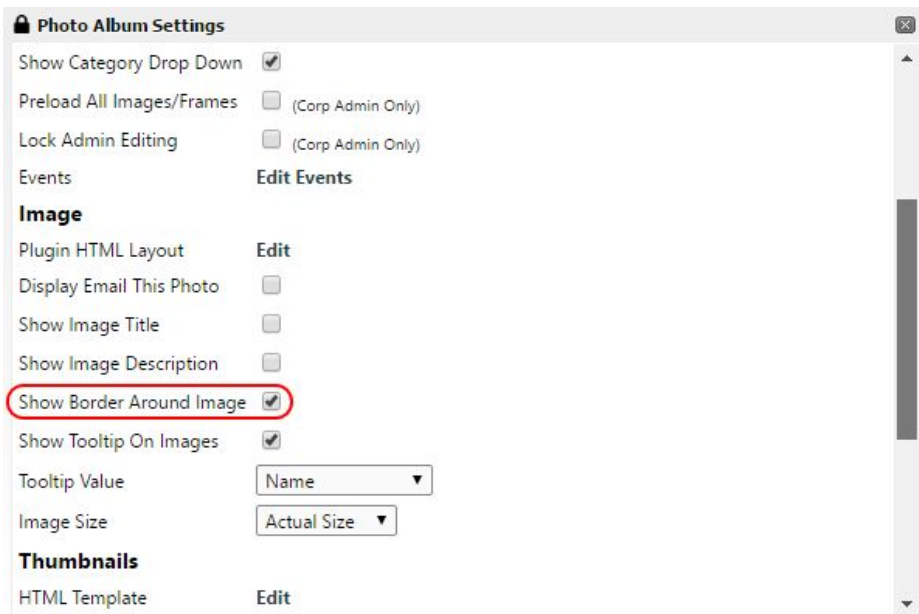 Photo Album Settings
Show Category Drop Down
Preload All Images/Frames (Corp Admin Only)
Lock Admin Editing (Corp Admin Only)
Events Edit Events
Image
Plugin HTML Layout Edit
Display Email This Photo
Show Image Title
Show Image Description
Show Border Around Image
Show Tooltip On Images
Tooltip Value Name
Image Size Actual Size
Thumbnails
HTML Template Edit